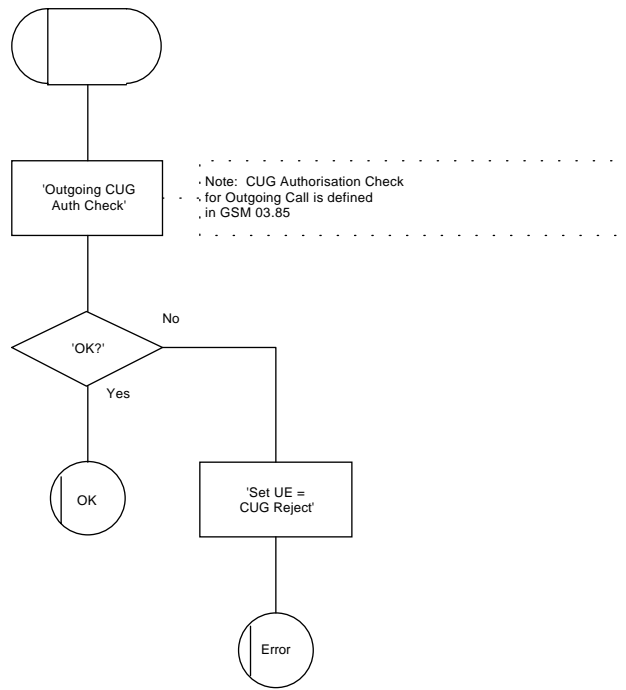 'Outgoing CUG
Auth Check'
Note: CUG Authorisation Check
for Outgoing Call is defined
in GSM 03.85
No
'OK?'
Yes
OK
'Set UE =
CUG Reject'
Error